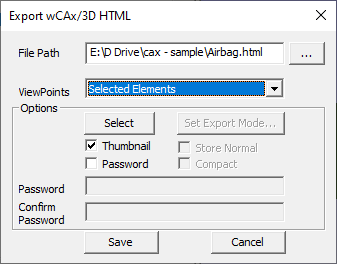 Export wCAx/3D HTML
File Path E:\D Drive\cax - sample\Airbag.html ...
ViewPoints Selected Elements
Options
Select Set Export Mode...
Thumbnail Store Normal
Password Compact
Password
Confirm
Password
Save Cancel